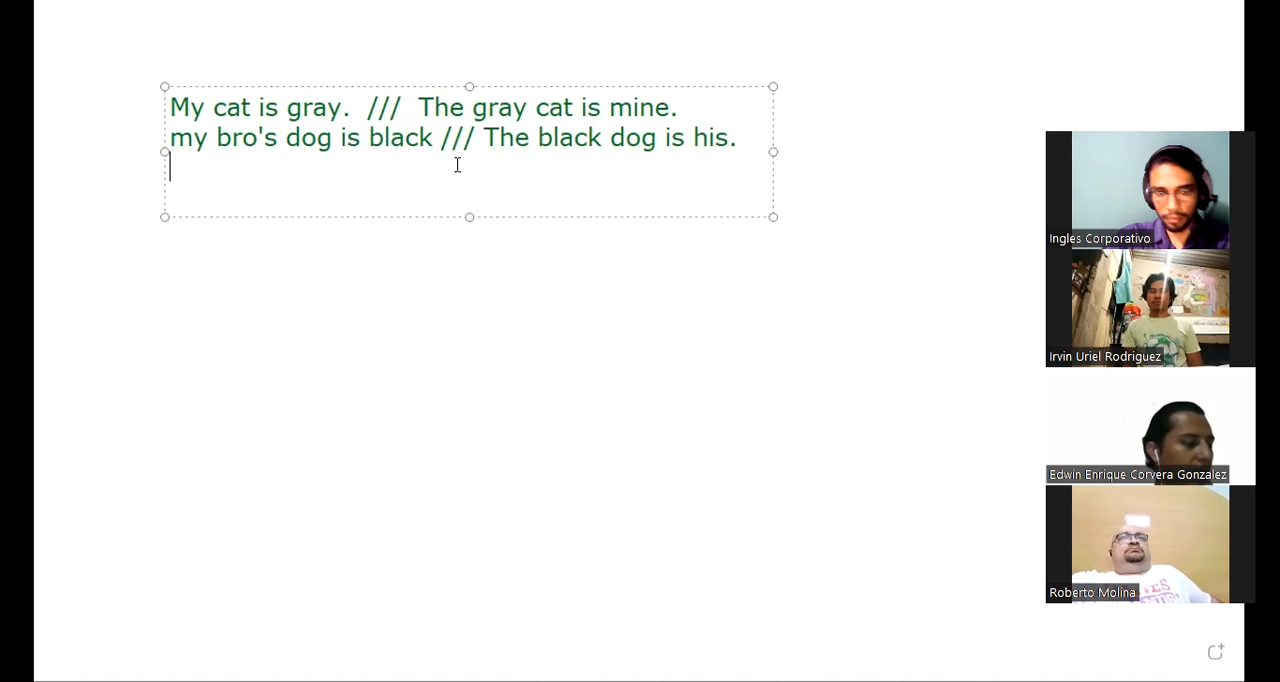 My cat is gray.  ///  The gray cat is mine.
my bro's dog is black /// The black dog is his.
Ingles Corporativo
Irvin Uriel Rodriguez
Edwin Enrique Corvera Gonzalez
Roberto Molina